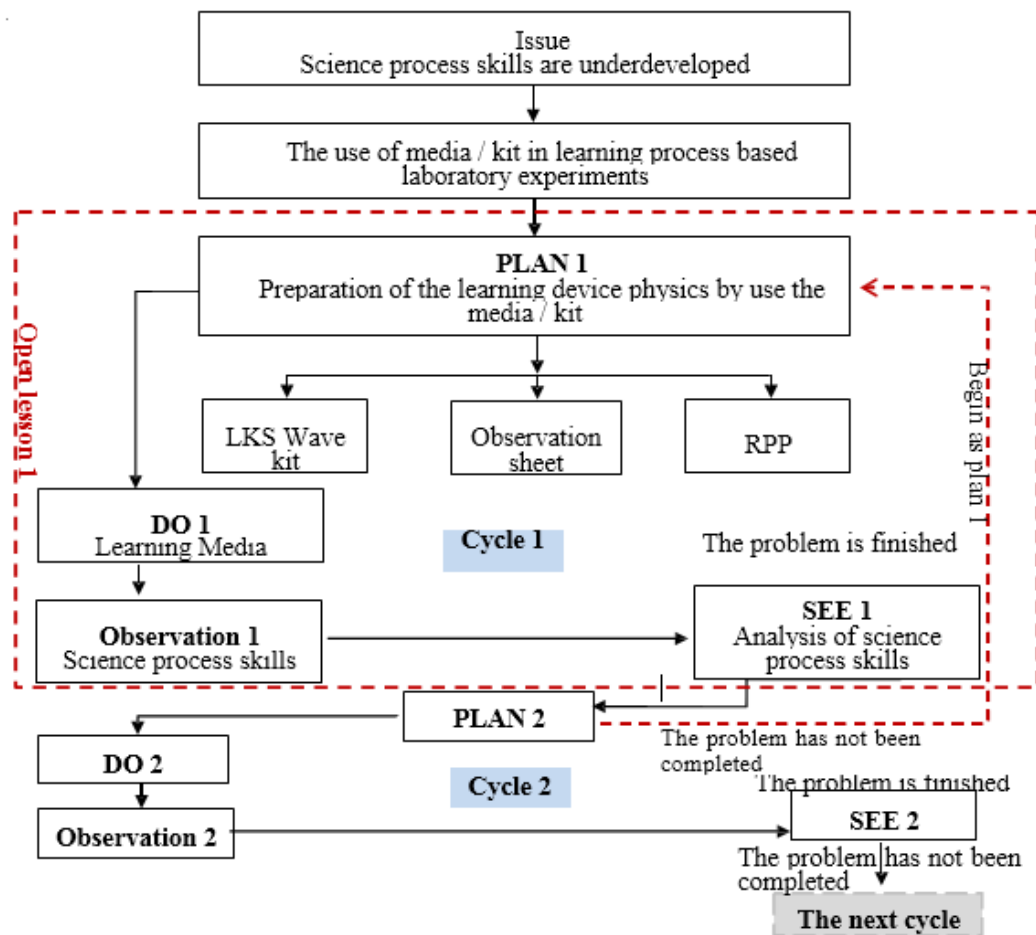 Issue
Science process skills are underdeveloped
The use of media / kit in learning process based
laboratory experiments
PLAN 1
Preparation of the learning device physics by use the
media / kit
Open lesson 1
Begin as plan 1
LKS Wave
kit
Observation
sheet
RPP
DO 1
Learning Media
Cycle 1
The problem is finished
Observation 1
Science process skills
SEE 1
Analysis of science
process skills
PLAN 2
The problem has not been
completed
DO 2
Cycle 2
The problem is finished
Observation 2
SEE 2
The problem has not been
completed
The next cycle